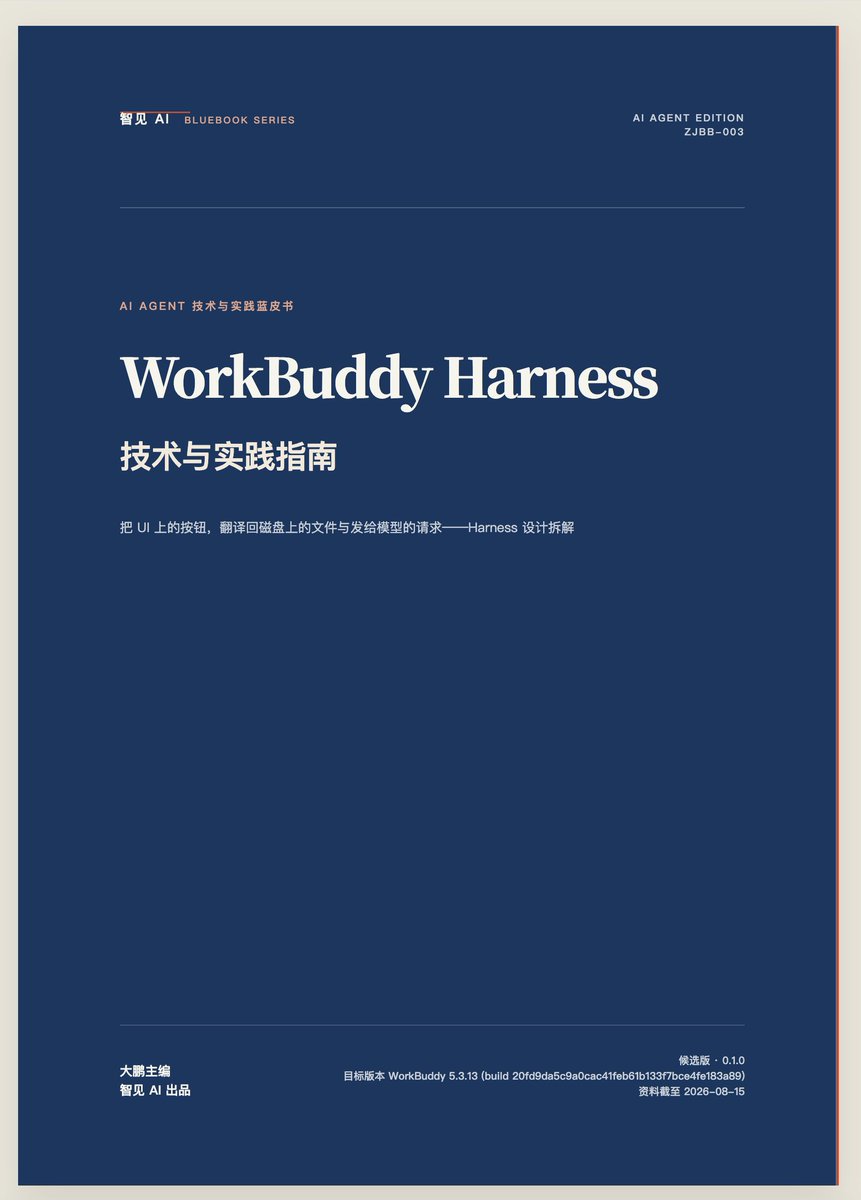 智见 AI BLUEBOOK SERIES
AI AGENT EDITION
ZJBB-003
AI AGENT 技术与实践蓝皮书
WorkBuddy Harness
技术与实践指南
把 UI 上的按钮，翻译回磁盘上的文件与发给模型的请求——Harness 设计拆解
大鹏主编
智见 AI 出品
候选版 · 0.1.0
目标版本 WorkBuddy 5.3.13 (build 20fd9da5c9a0cac41feb61b133f7bce4fe183a89)
资料截至 2026-08-15